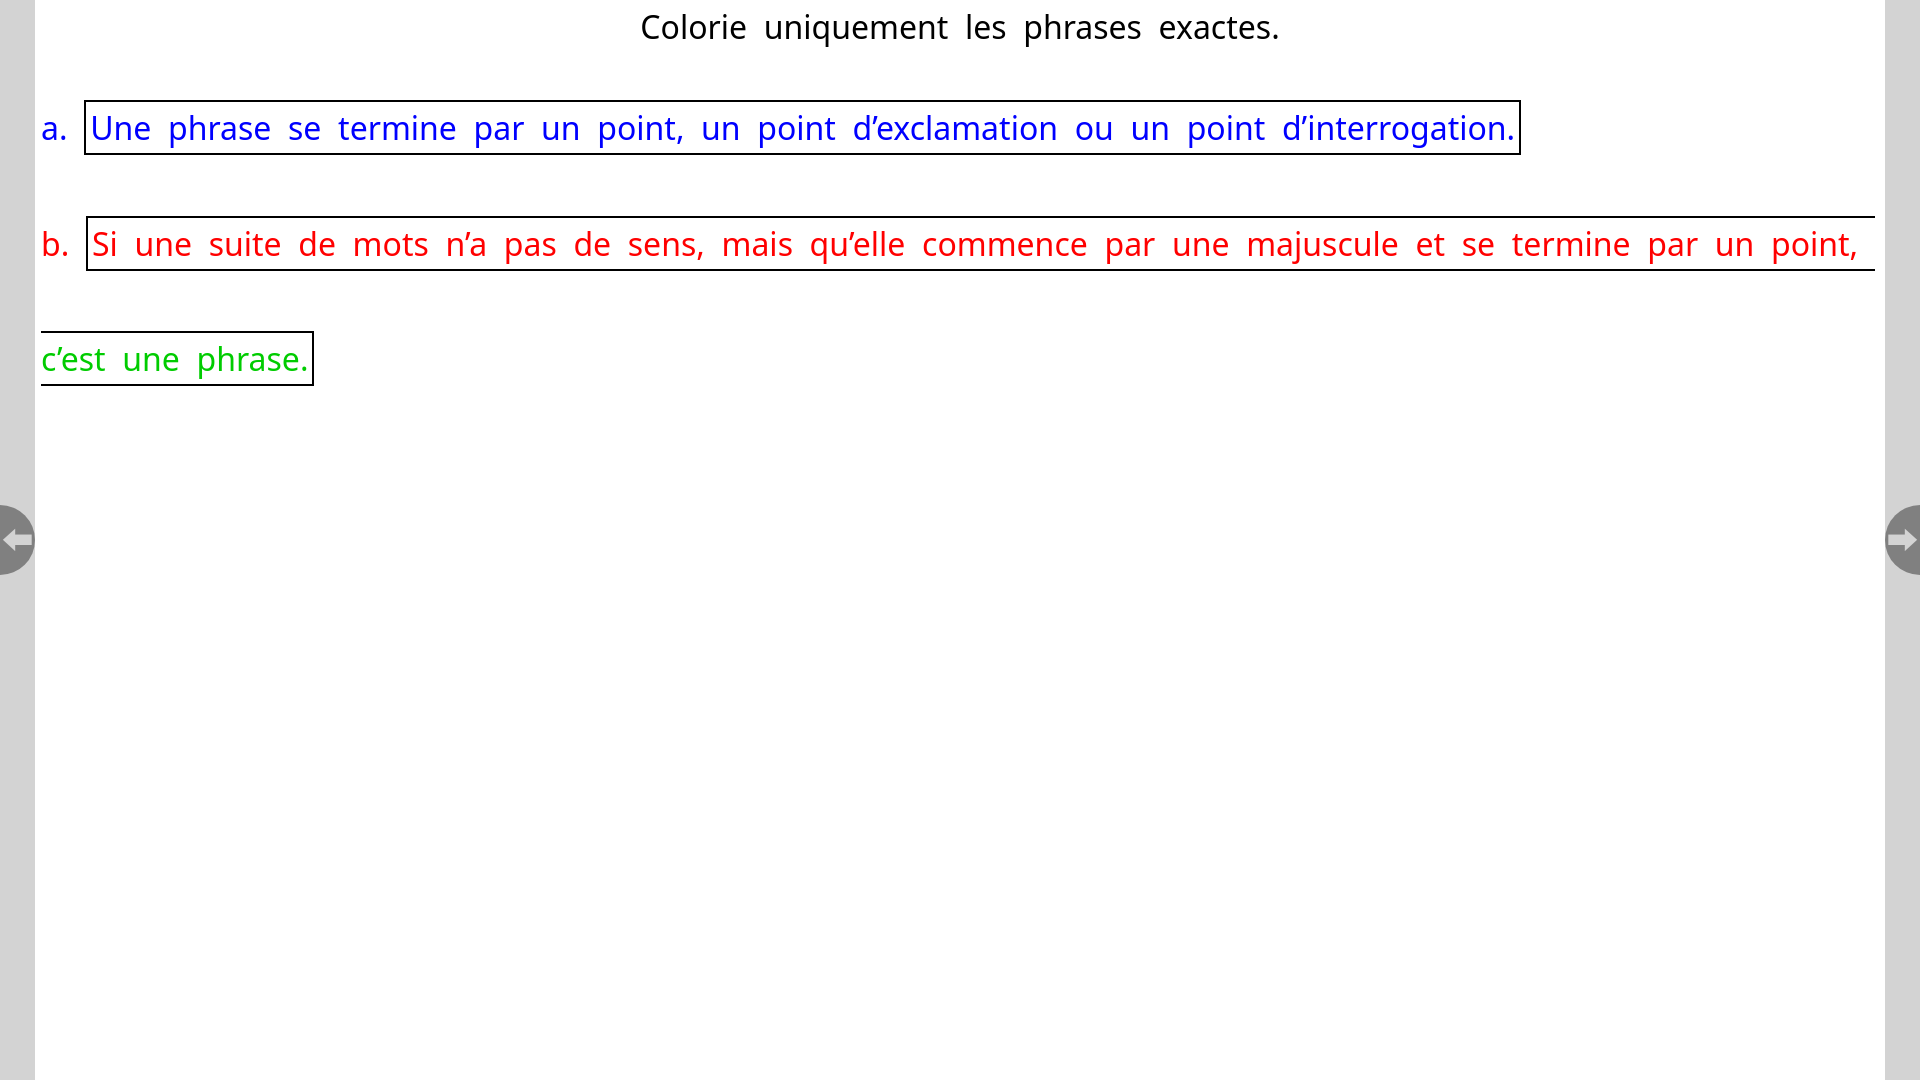 Colorie uniquement les phrases exactes.
a. Une phrase se termine par un point, un point d’exclamation ou un point d’interrogation.
b. Si une suite de mots n’a pas de sens, mais qu’elle commence par une majuscule et se termine par un point,
c’est une phrase.